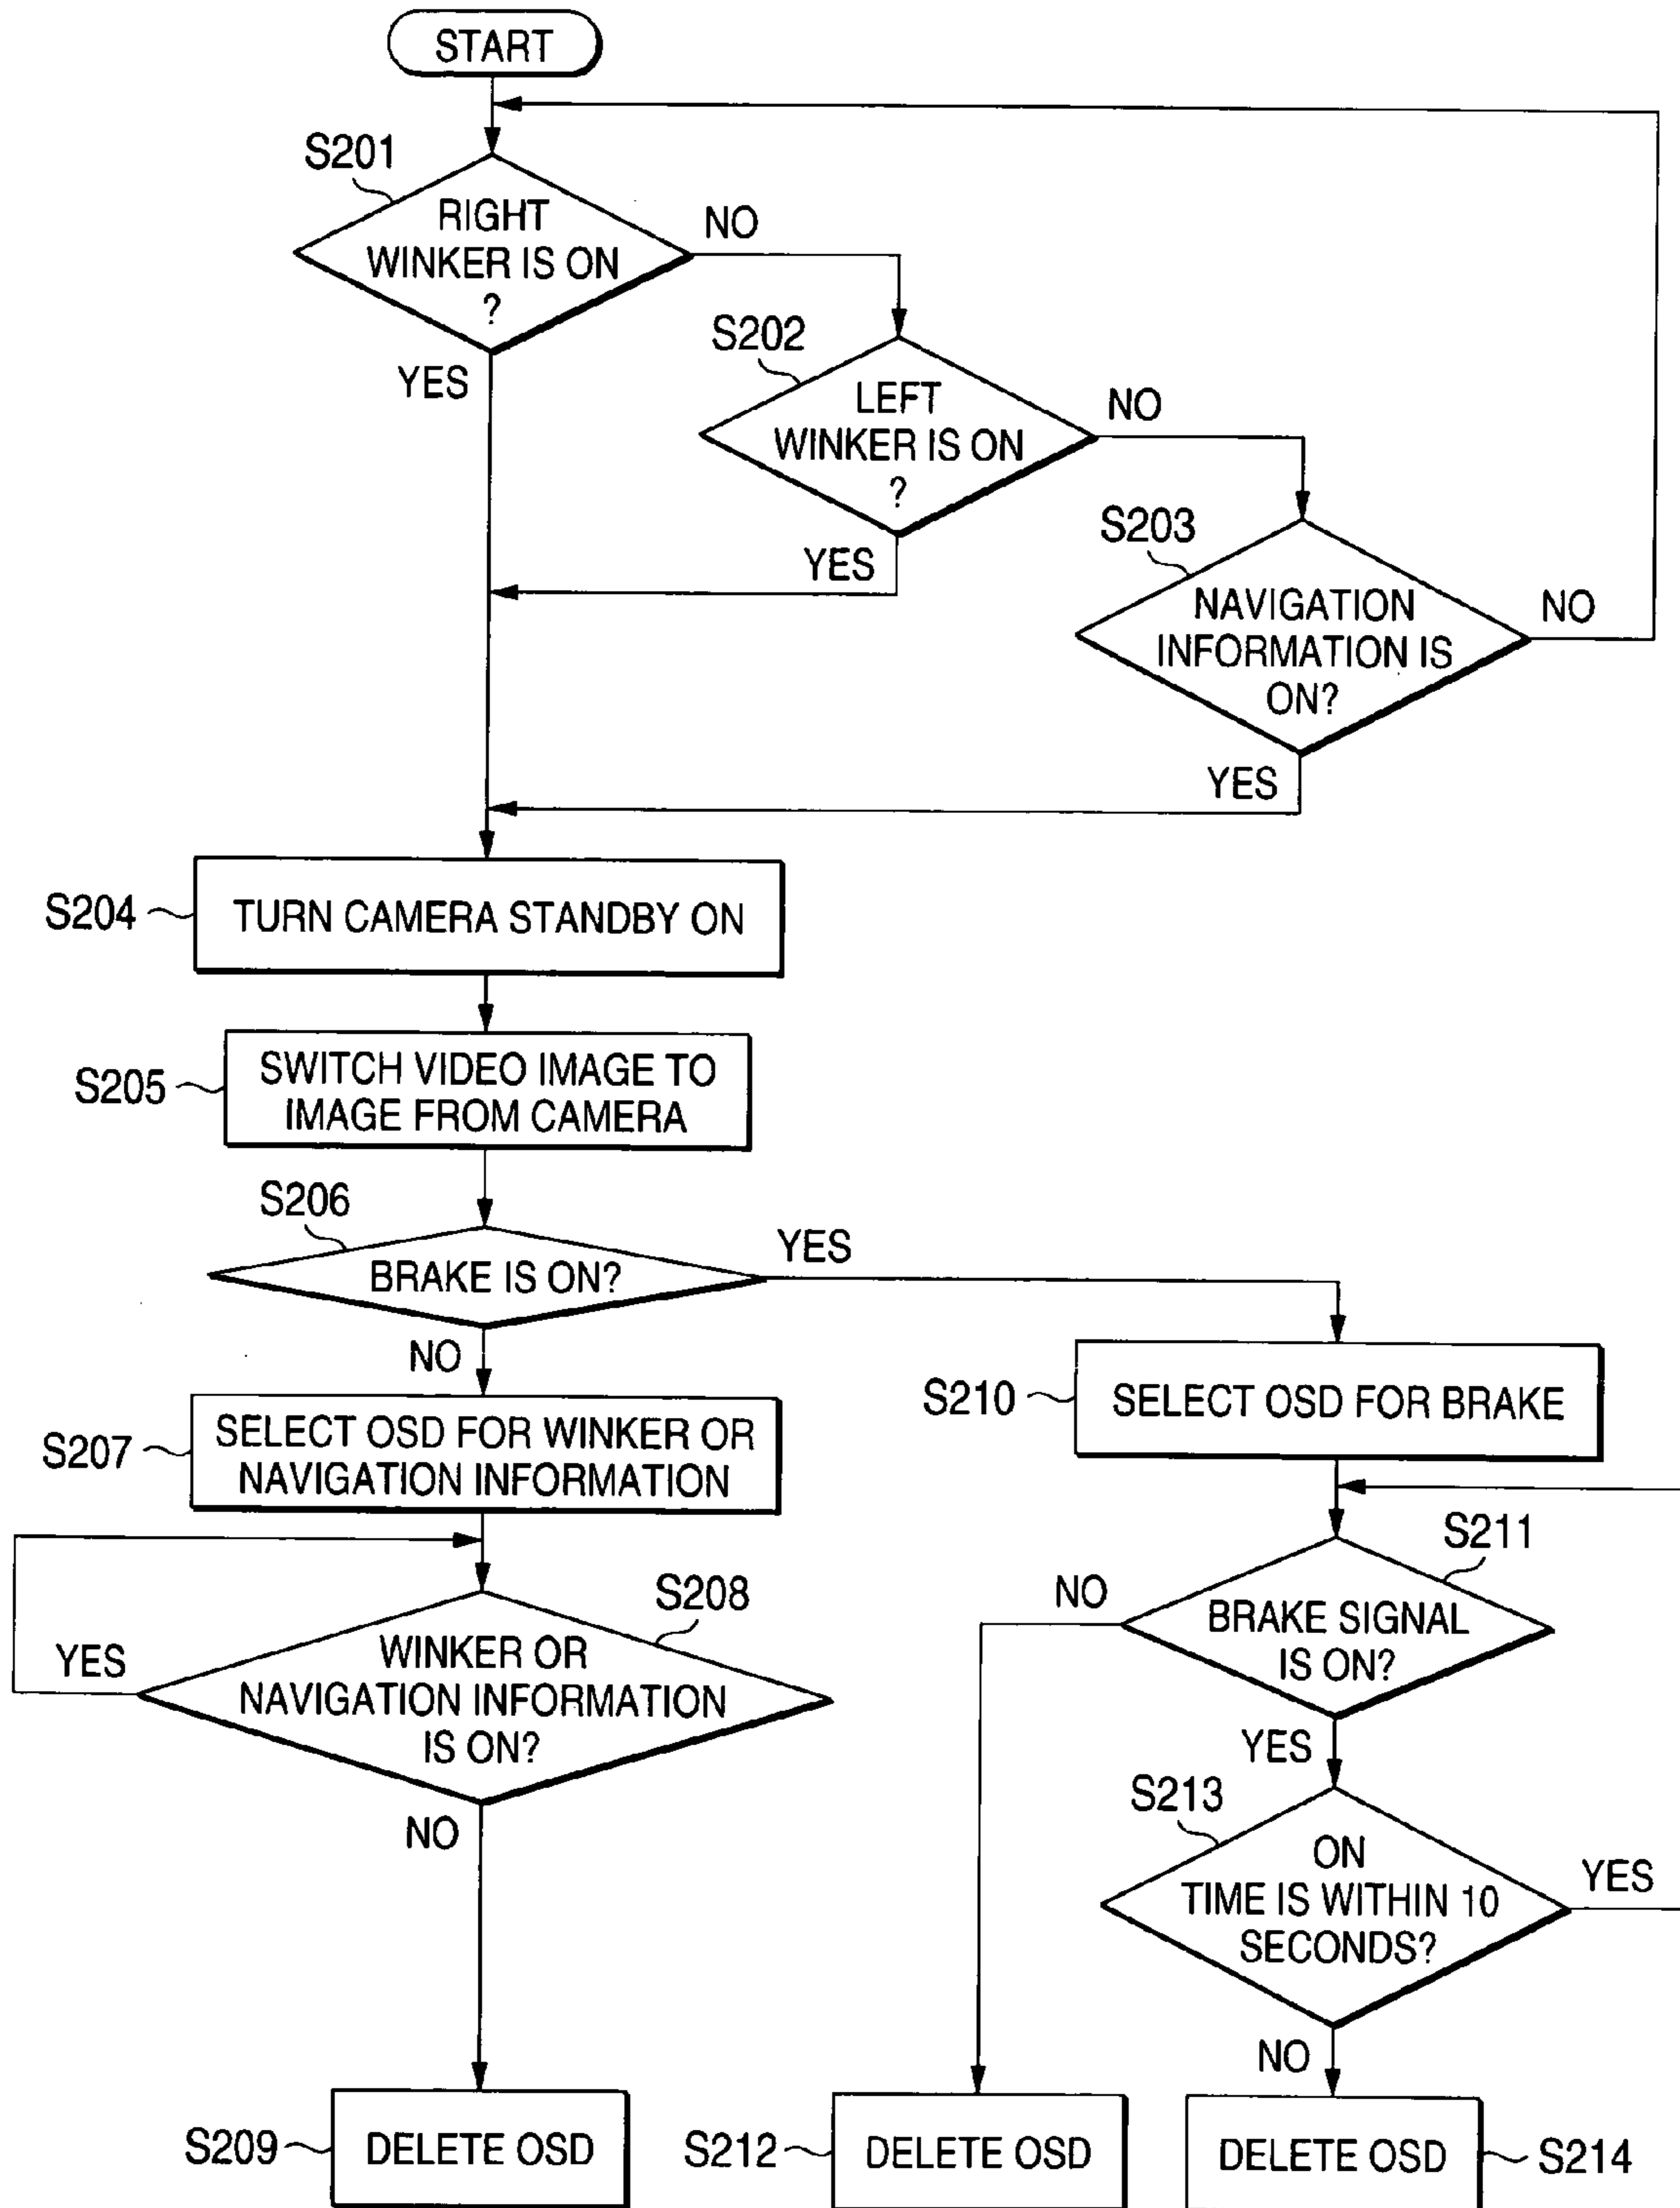 START
S201
RIGHT
WINKER IS ON
?
NO
YES
S202
LEFT
WINKER IS ON
?
NO
YES
S203
NAVIGATION
INFORMATION IS
ON?
NO
YES
S204
TURN CAMERA STANDBY ON
S205
SWITCH VIDEO IMAGE TO
IMAGE FROM CAMERA
S206
BRAKE IS ON?
YES
NO
S207
SELECT OSD FOR WINKER OR
NAVIGATION INFORMATION
S208
WINKER OR
NAVIGATION INFORMATION
IS ON?
YES
NO
S209
DELETE OSD
S210
SELECT OSD FOR BRAKE
S211
BRAKE SIGNAL
IS ON?
NO
YES
S212
DELETE OSD
S213
ON
TIME IS WITHIN 10
SECONDS?
YES
NO
DELETE OSD
S214